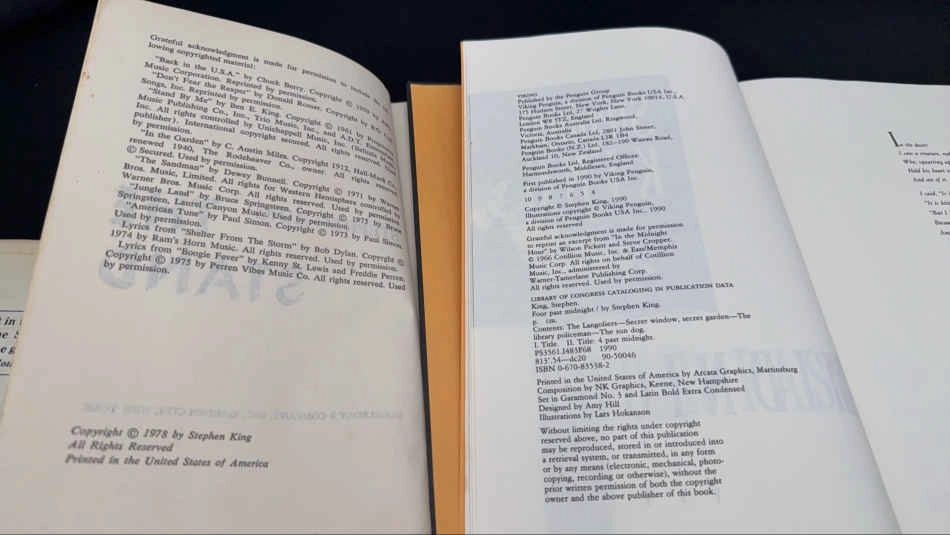 Grateful acknowledgment is made for permission to include the
lowing copyrighted material:
"Back in the U.S.A." by Chuck Berry. Copyright © 1959 by
Music Corporation. Reprinted by permission.
"Don't Fear the Reaper" by Donald Roeser. Copyright © by B.O.
Songs, Inc. Reprinted by permission.
"Stand By Me" by Ben E. King. Copyright © 1961 by
Music Publishing Co., Inc., Trio Music, Inc., and A.D.T. Enterprises,
Inc. All rights controlled by Unichappell Music, Inc. (Belinda Music,
publisher). International copyright secured. All rights reserved.
by permission.
"In the Garden" by C. Austin Miles. Copyright 1912, Hall-Mack Co.
renewed 1940, The Rodeheaver Co., owner. All rights
© Secured. Used by permission.
"The Sandman" by Dewey Bunnell. Copyright © 1971 by Warner
Bros. Music, Limited. All rights for Western Hemisphere controlled by
Warner Bros. Music Corp. All rights reserved. Used by permission.
"Jungle Land" by Bruce Springsteen. Copyright © 1975 by Bruce
Springsteen, Laurel Canyon Music. Used by permission.
"American Tune" by Paul Simon. Copyright © 1973 by Paul Simon.
Used by permission.
Lyrics from "Shelter From The Storm" by Bob Dylan. Copyright ©
1974 by Ram's Horn Music. All rights reserved. Used by permission.
Lyrics from "Boogie Fever" by Kenny St. Lewis and Freddie Perren.
Copyright © 1975 by Perren Vibes Music Co. All rights reserved. Used
by permission.
Copyright © 1978 by Stephen King
All Rights Reserved
Printed in the United States of America
VIKING
Published by the Penguin Group
Viking Penguin, a division of Penguin Books USA Inc.,
375 Hudson Street, New York, New York 10014, U.S.A.
Penguin Books Ltd, 27 Wrights Lane,
London W8 5TZ, England
Penguin Books Australia Ltd, Ringwood,
Victoria, Australia
Penguin Books Canada Ltd, 2801 John Street,
Markham, Ontario, Canada L3R 1B4
Penguin Books (N.Z.) Ltd, 182–190 Wairau Road,
Auckland 10, New Zealand
Penguin Books Ltd, Registered Offices:
Harmondsworth, Middlesex, England
First published in 1990 by Viking Penguin,
a division of Penguin Books USA Inc.
10 9 8 7 6 5 4
Copyright © Stephen King, 1990
Illustrations copyright © Viking Penguin,
a division of Penguin Books USA Inc., 1990
All rights reserved
Grateful acknowledgment is made for permission
to reprint an excerpt from "In the Midnight
Hour" by Wilson Pickett and Steve Cropper.
© 1966 Cotillion Music, Inc. & East/Memphis
Music Corp. All rights on behalf of Cotillion
Music, Inc., administered by
Warner-Tamerlane Publishing Corp.
All rights reserved. Used by permission.
LIBRARY OF CONGRESS CATALOGING IN PUBLICATION DATA
King, Stephen.
Four past midnight / by Stephen King.
p. cm.
Contents: The Langoliers—Secret window, secret garden—The
library policeman—The sun dog.
I. Title. II. Title: 4 past midnight.
PS3561.I483F68 1990
813'.54—dc20 90-50046
ISBN 0-670-83538-2
Printed in the United States of America by Arcata Graphics, Martinsburg
Composition by NK Graphics, Keene, New Hampshire
Set in Garamond No. 3 and Latin Bold Extra Condensed
Designed by Amy Hill
Illustrations by Lars Hokanson
Without limiting the rights under copyright
reserved above, no part of this publication
may be reproduced, stored in or introduced into
a retrieval system, or transmitted, in any form
or by any means (electronic, mechanical, photo-
copying, recording or otherwise), without the
prior written permission of both the copyright
owner and the above publisher of this book.
In the desert
I saw a creature,
Who, squatting
Held his heart
And ate of it.
I said, "Is
"It is
"But